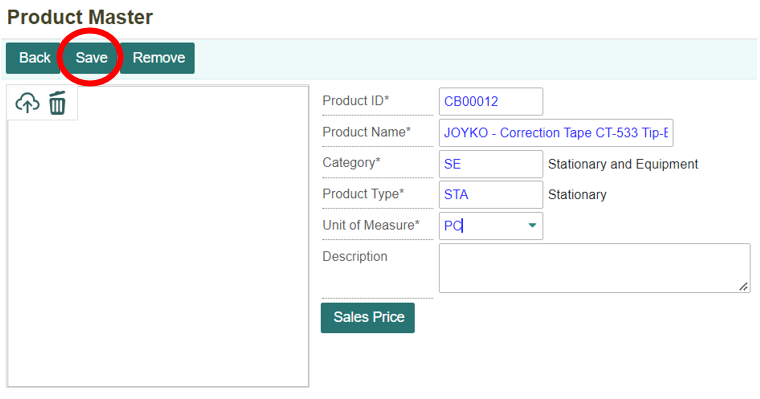 Product Master
Back Save Remove
Product ID* CB00012
Product Name* JOYKO - Correction Tape CT-533 Tip-E
Category* SE Stationary and Equipment
Product Type* STA Stationary
Unit of Measure* PC
Description
Sales Price